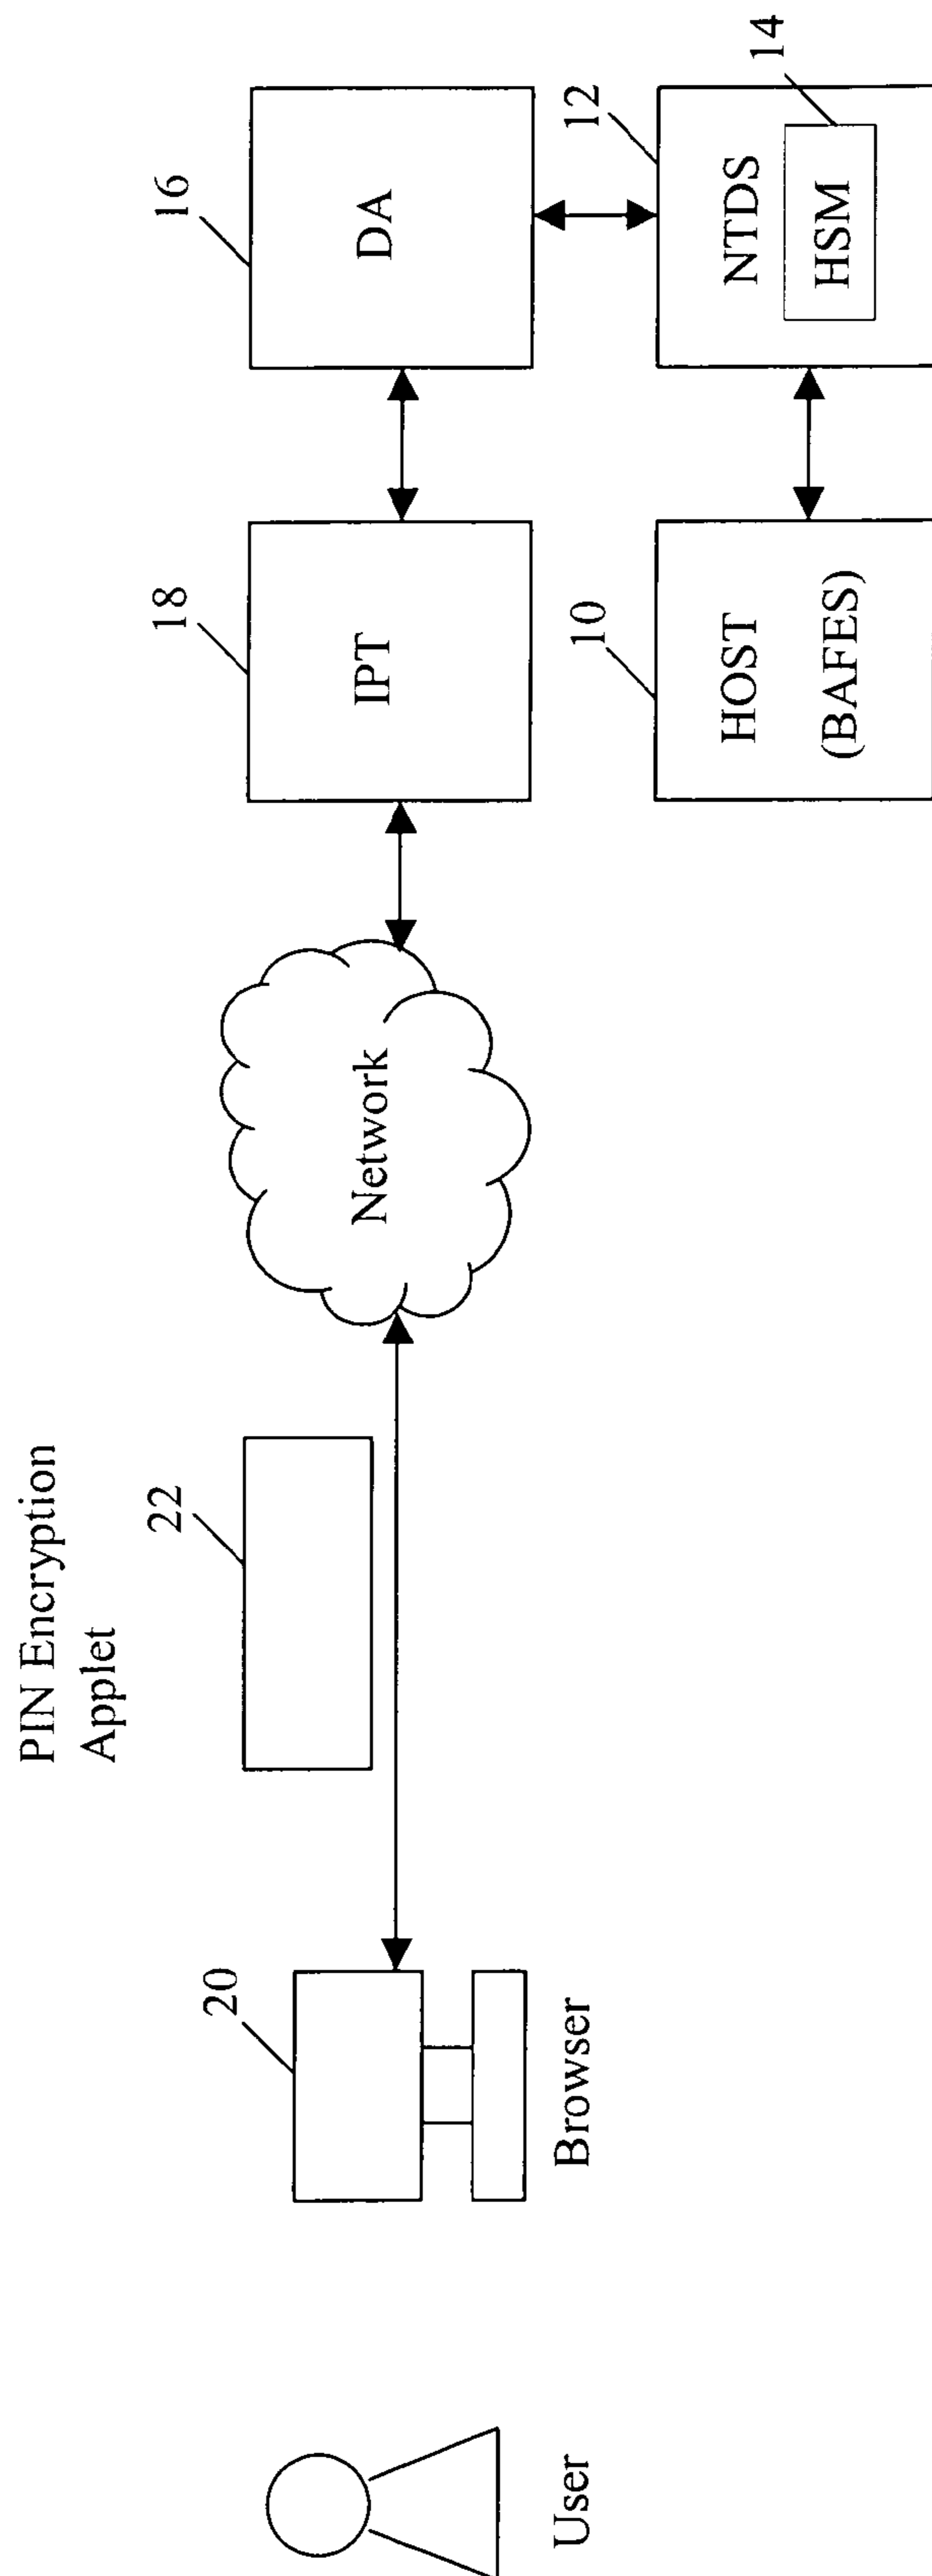 PIN Encryption
Applet
22
20
18
16
IPT
DA
Network
10
12
14
HOST
(BAFES)
NTDS
HSM
Browser
User